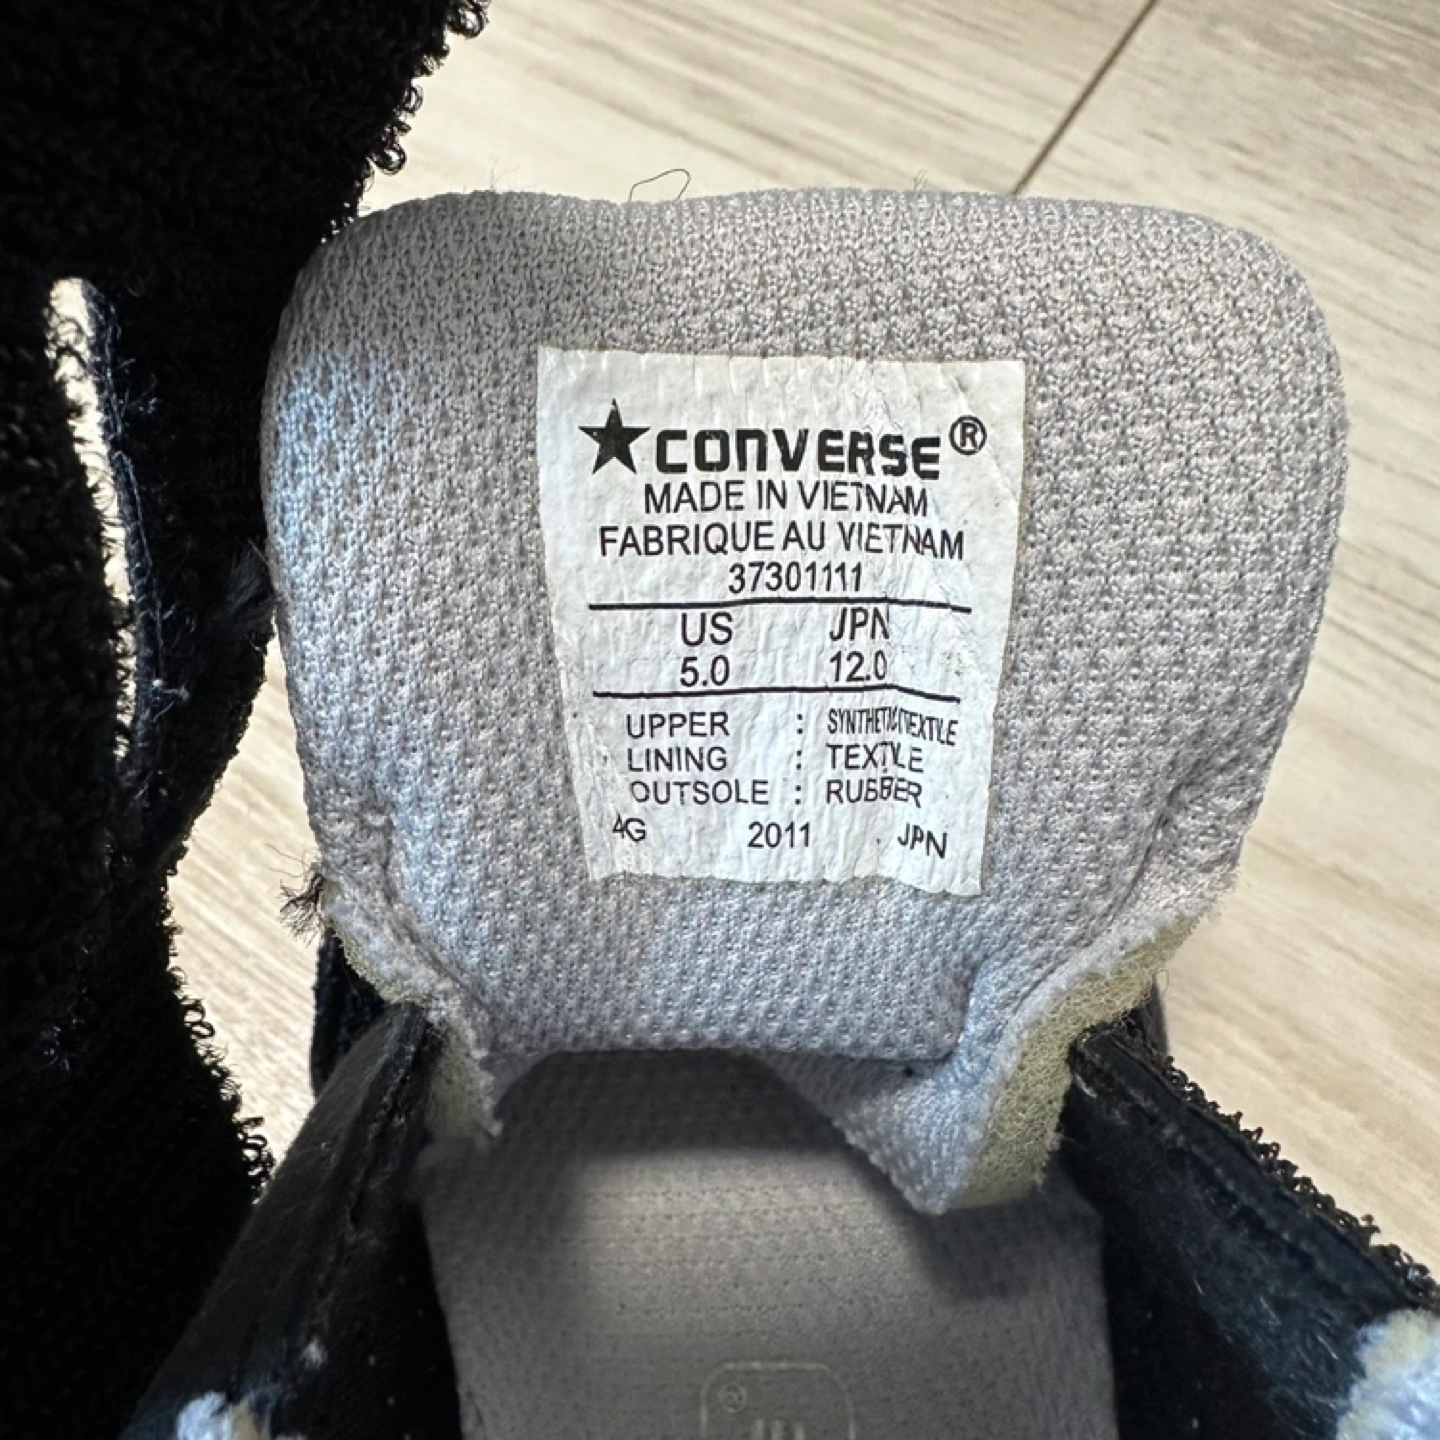 ★CONVERSE®
MADE IN VIETNAM
FABRIQUE AU VIETNAM
37301111
US JPN
5.0 12.0
UPPER : SYNTHETIC/TEXTILE
LINING : TEXTILE
OUTSOLE : RUBBER
4G 2011 JPN
®